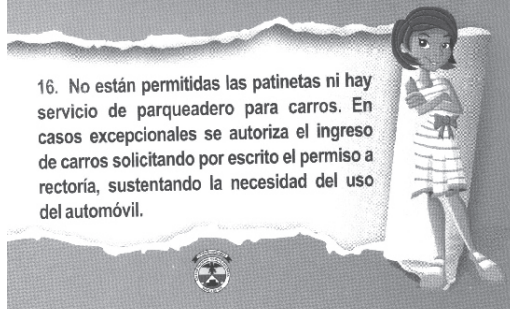 16. No están permitidas las patinetas ni hay
servicio de parqueadero para carros. En
casos excepcionales se autoriza el ingreso
de carros solicitando por escrito el permiso a
rectoría, sustentando la necesidad del uso
del automóvil.